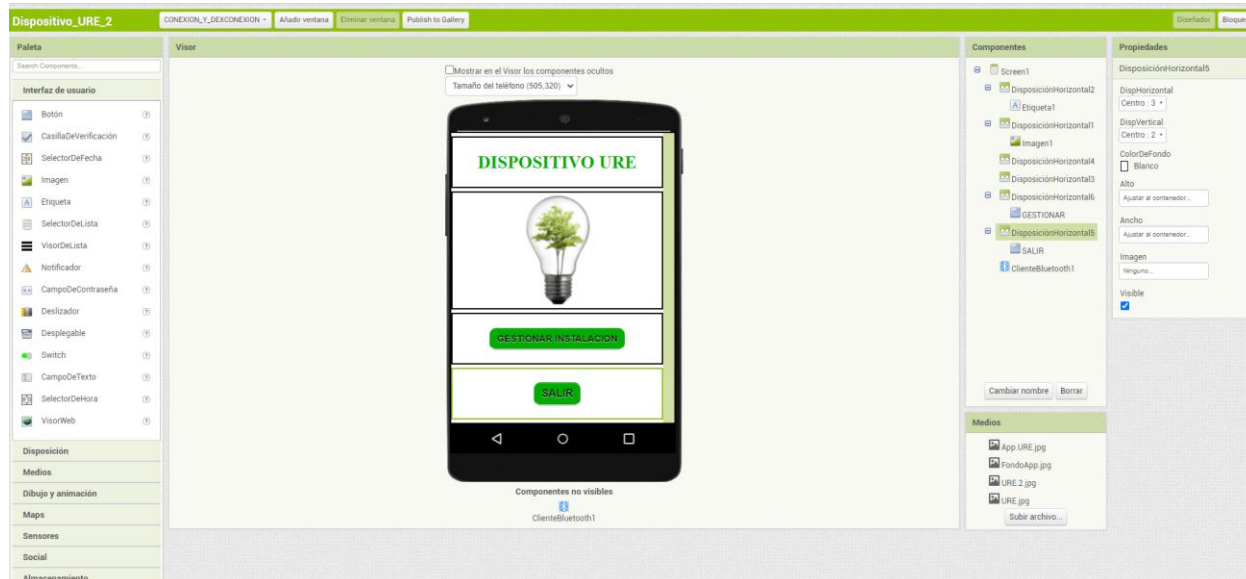 Dispositivo_URE_2
CONEXION_Y_DEXCONEXION
Añadir ventana
Eliminar ventana
Publish to Gallery
Diseñador
Bloques
Paleta
Search Components...
Interfaz de usuario
Botón
CasillaDeVerificación
SelectorDeFecha
Imagen
Etiqueta
SelectorDeLista
VisorDeLista
Notificador
CampoDeContraseña
Deslizador
Desplegable
Switch
CampoDeTexto
SelectorDeHora
VisorWeb
Disposición
Medios
Dibujo y animación
Maps
Sensores
Social
Almacenamiento
Visor
Mostrar en el Visor los componentes ocultos
Tamaño del teléfono (505,320)
DISPOSITIVO URE
GESTIONAR INSTALACION
SALIR
Componentes no visibles
ClienteBluetooth1
Componentes
Screen1
DisposiciónHorizontal2
Etiqueta1
DisposiciónHorizontal1
Imagen1
DisposiciónHorizontal4
DisposiciónHorizontal3
DisposiciónHorizontal6
GESTIONAR
DisposiciónHorizontal5
SALIR
ClienteBluetooth1
Cambiar nombre
Borrar
Medios
App.URE.jpg
FondoApp.jpg
URE.2.jpg
URE.jpg
Subir archivo...
Propiedades
DisposiciónHorizontal5
DispHorizontal
Centro : 3
DispVertical
Centro : 2
ColorDeFondo
Blanco
Alto
Ajustar al contenedor...
Ancho
Ajustar al contenedor...
Imagen
Ninguno...
Visible